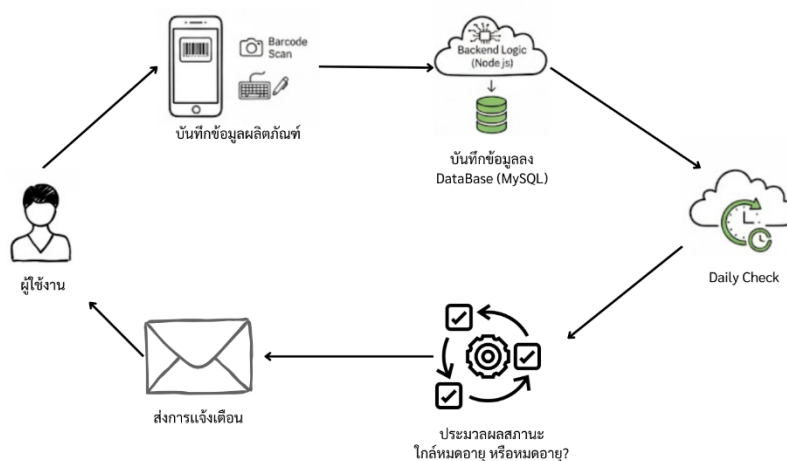 Barcode
Scan
บันทึกข้อมูลผลิตภัณฑ์
Backend Logic
(Node js)
บันทึกข้อมูลลง
DataBase (MySQL)
Daily Check
ประมวลผลสภานะ
ใกล้หมดอายุ หรือหมดอายุ?
ส่งการแจ้งเตือน
ผู้ใช้งาน